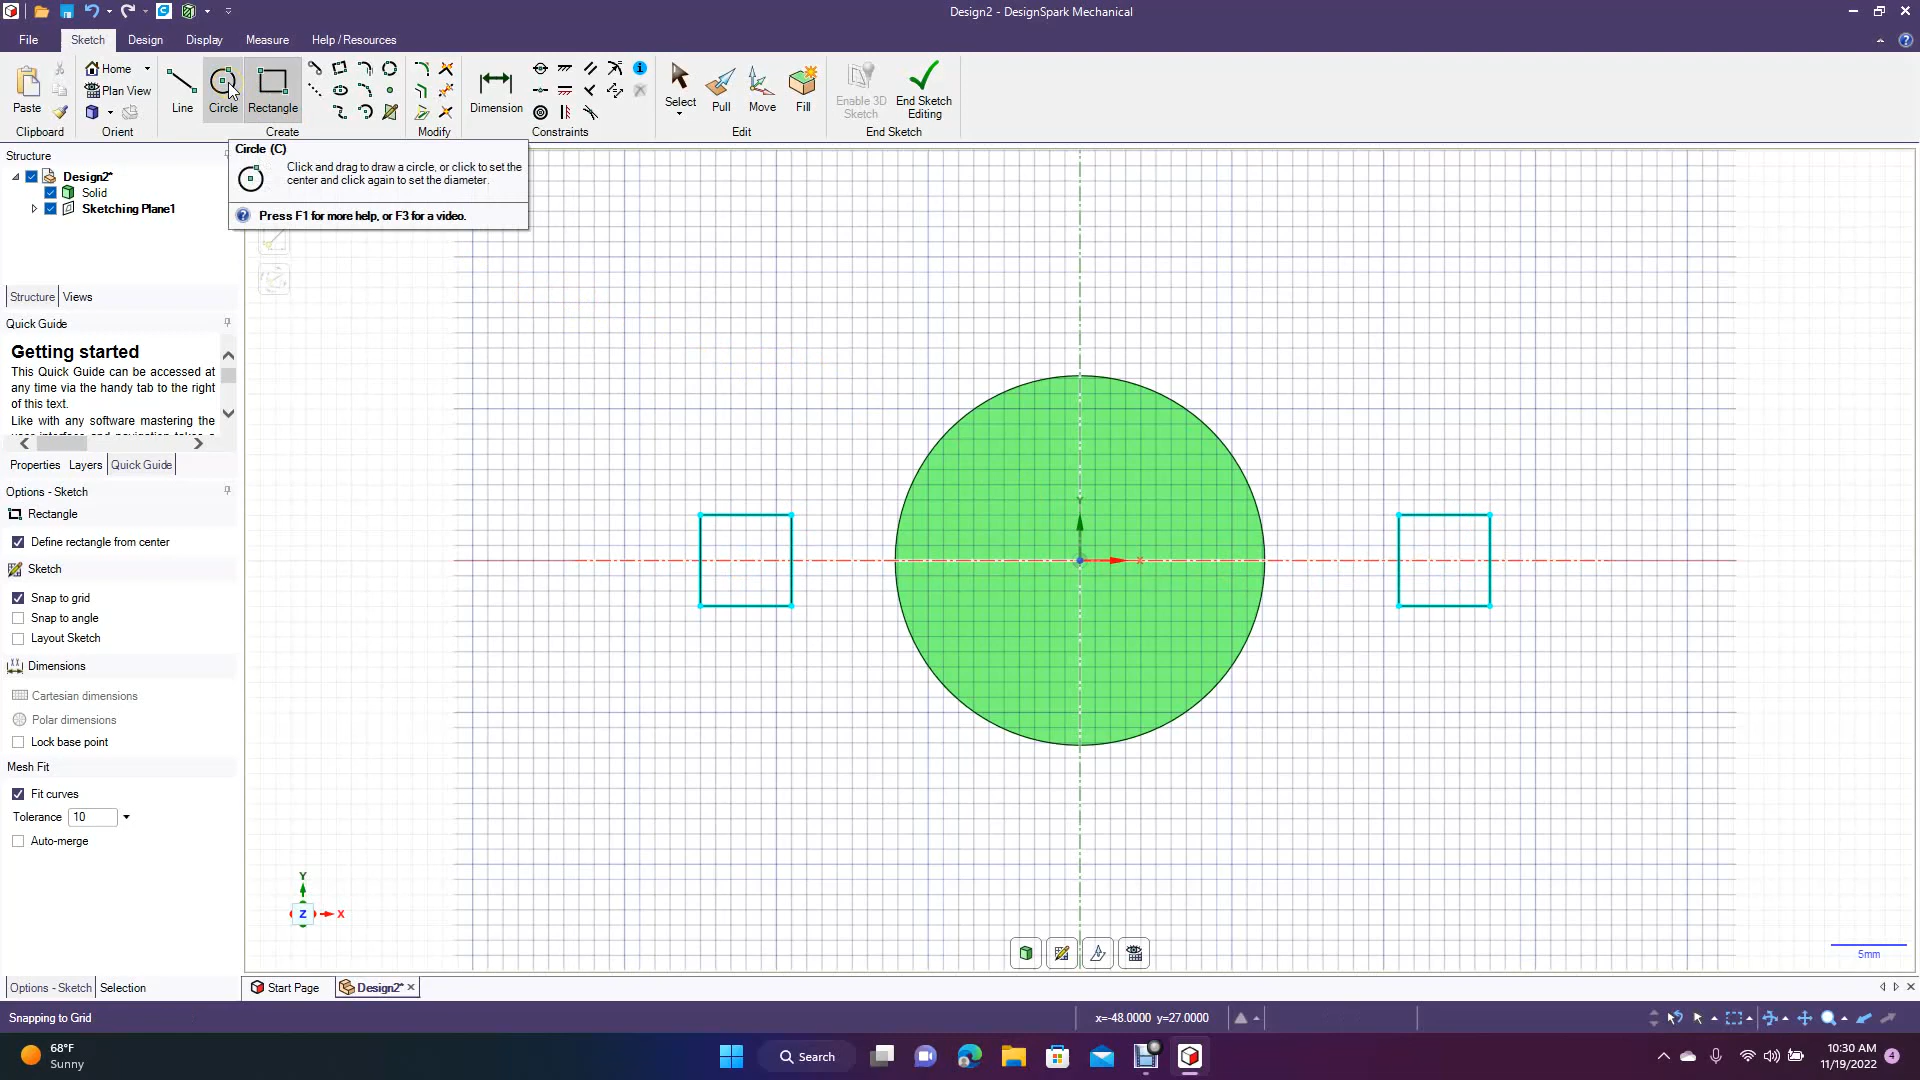 Design2 - DesignSpark Mechanical
File Sketch Design Display Measure Help / Resources
Paste
Home
Plan View
Line Circle Rectangle
Dimension
Select Pull Move Fill
Enable 3D Sketch
End Sketch Editing
Clipboard Orient Create Modify Constraints Edit End Sketch
Circle (C)
Click and drag to draw a circle, or click to set the
center and click again to set the diameter.
Press F1 for more help, or F3 for a video.
Structure
Design2*
Solid
Sketching Plane1
Structure Views
Quick Guide
Getting started
This Quick Guide can be accessed at
any time via the handy tab to the right
of this text.
Like with any software mastering the
Properties Layers Quick Guide
Options - Sketch
Rectangle
Define rectangle from center
Sketch
Snap to grid
Snap to angle
Layout Sketch
Dimensions
Cartesian dimensions
Polar dimensions
Lock base point
Mesh Fit
Fit curves
Tolerance 10
Auto-merge
Y
X
Y
Z X
5mm
Options - Sketch Selection
Start Page Design2*
Snapping to Grid
x=-48.0000 y=27.0000
68°F
Sunny
Search
10:30 AM
11/19/2022
4